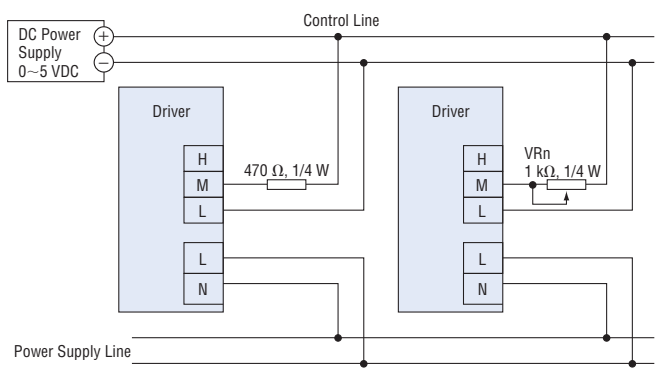 Control Line
DC Power
Supply
0~5 VDC
+
−
Driver
H
M
L
L
N
470 Ω, 1/4 W
Driver
H
M
L
L
N
VRn
1 kΩ, 1/4 W
Power Supply Line